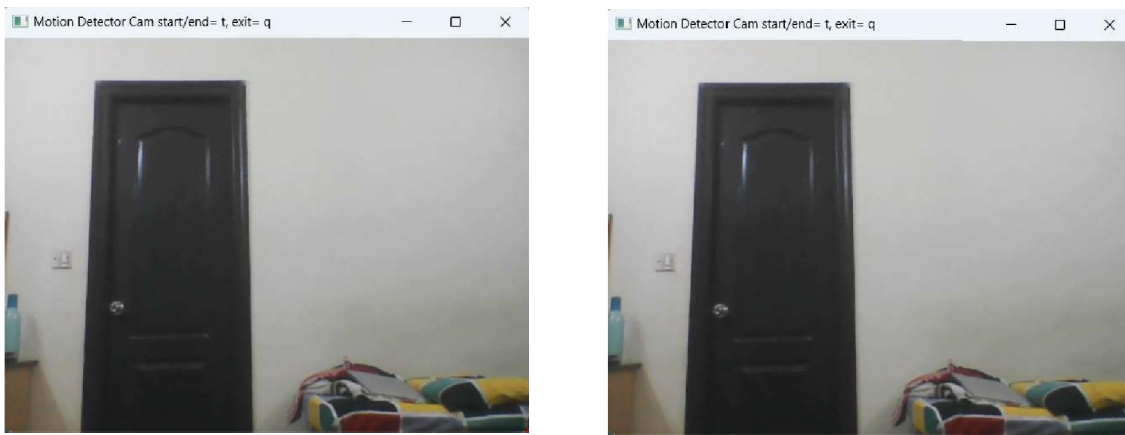 Motion Detector Cam start/end= t, exit= q
Motion Detector Cam start/end= t, exit= q